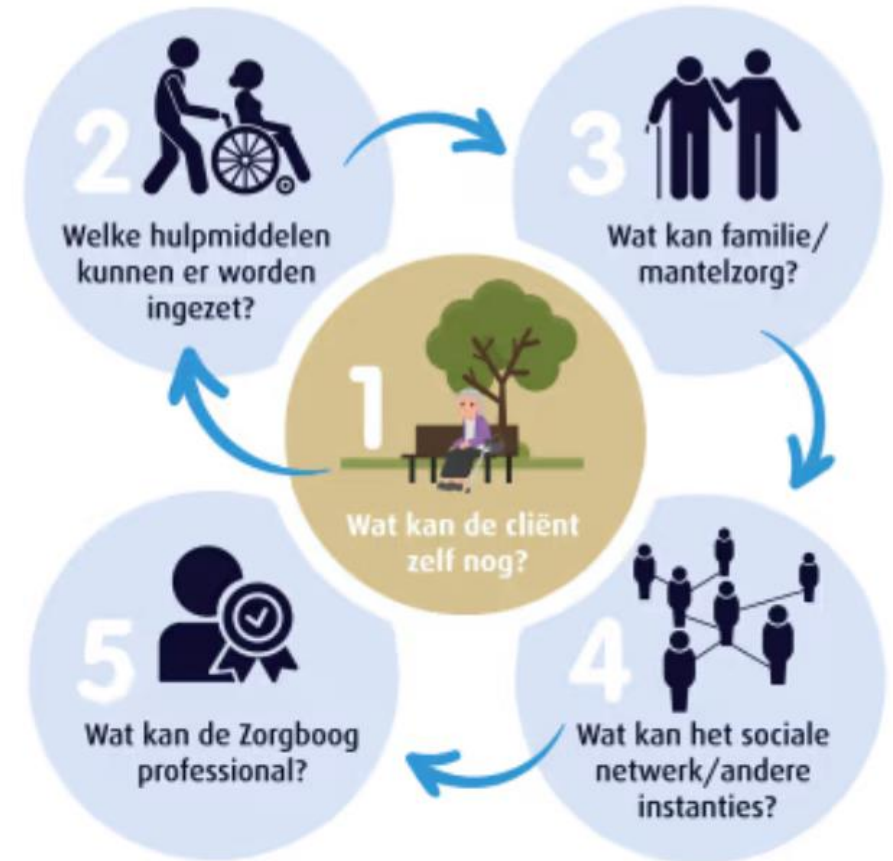 1
Wat kan de cliënt
zelf nog?
2
Welke hulpmiddelen
kunnen er worden
ingezet?
3
Wat kan familie/
mantelzorg?
4
Wat kan het sociale
netwerk/andere
instanties?
5
Wat kan de Zorgboog
professional?